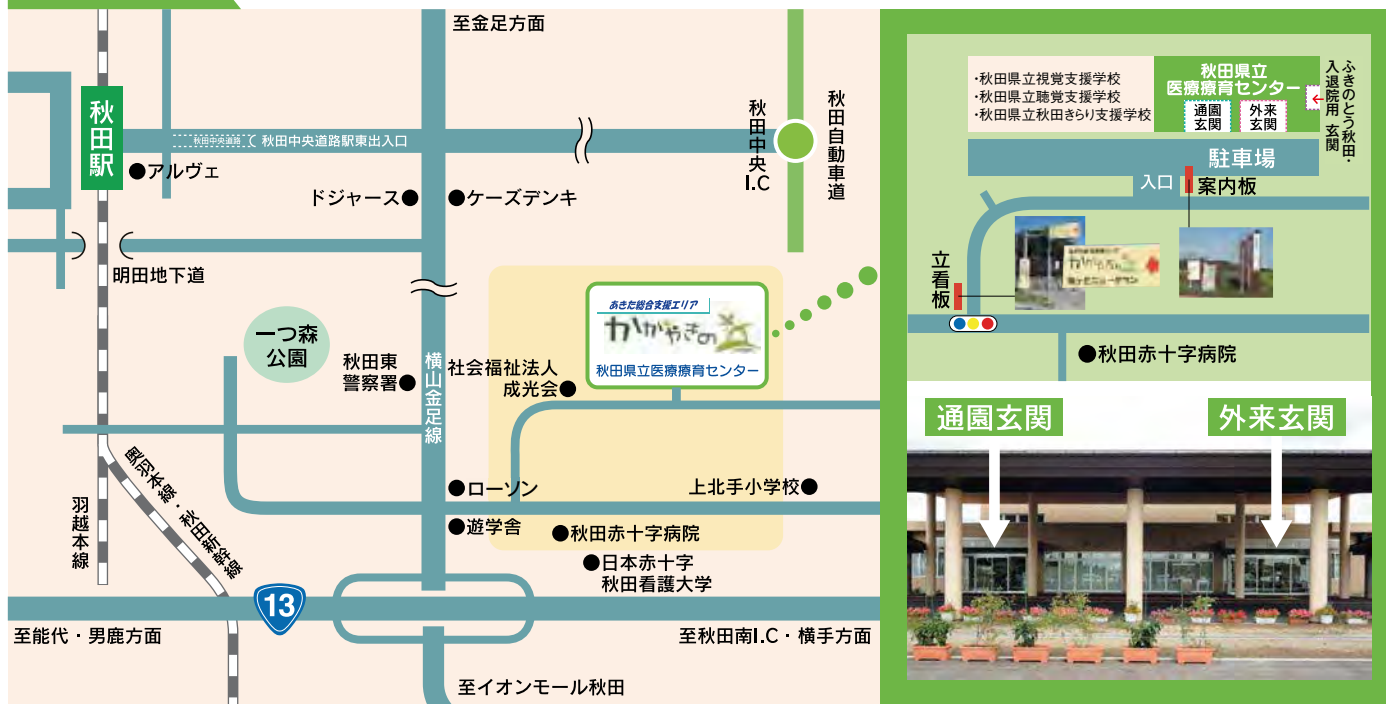 至金足方面
秋田駅
秋田中央道路
秋田中央道路駅東出入口
アルヴェ
ドジャース
ケーズデンキ
秋田中央I.C
秋田自動車道
明田地下道
一つ森
公園
秋田東
警察署
横山金足線
社会福祉法人
成光会
あきた総合支援エリア
かがやきの
秋田県立医療療育センター
羽越本線
奥羽本線・秋田新幹線
ローソン
遊学舎
上北手小学校
秋田赤十字病院
日本赤十字
秋田看護大学
13
至能代・男鹿方面
至秋田南I.C・横手方面
至イオンモール秋田
・秋田県立視覚支援学校
・秋田県立聴覚支援学校
・秋田県立秋田きらり支援学校
秋田県立
医療療育センター
通園
玄関
外来
玄関
ふきのとう秋田・
入退院用 玄関
駐車場
入口
案内板
立看板
かがやきの
秋田赤十字病院
通園玄関
外来玄関